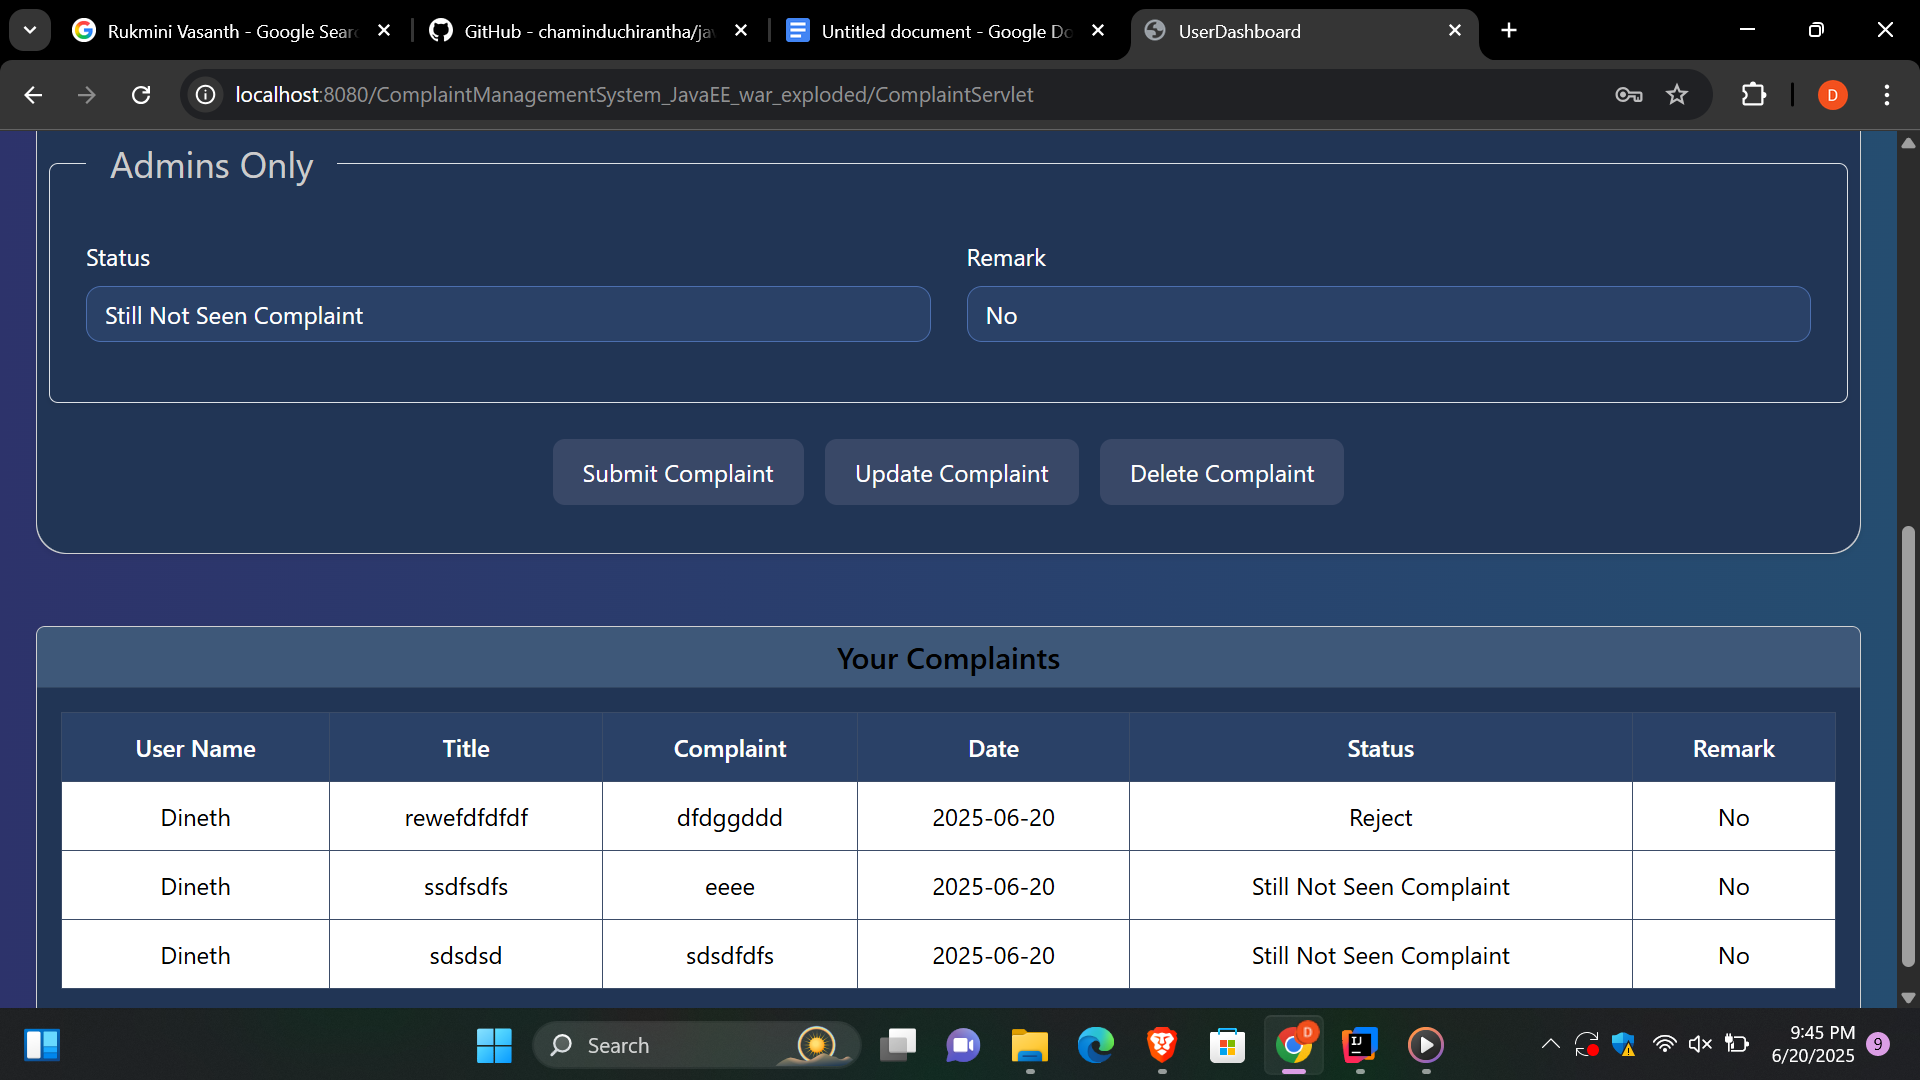 Rukmini Vasanth - Google Sear
GitHub - chaminduchirantha/ja
Untitled document - Google Do
UserDashboard
localhost:8080/ComplaintManagementSystem_JavaEE_war_exploded/ComplaintServlet
D
Admins Only
Status
Remark
Still Not Seen Complaint
No
Submit Complaint
Update Complaint
Delete Complaint
Your Complaints
User Name Title Complaint Date Status Remark
Dineth rewefdfdfdf dfdggddd 2025-06-20 Reject No
Dineth ssdfsdfs eeee 2025-06-20 Still Not Seen Complaint No
Dineth sdsdsd sdsdfdfs 2025-06-20 Still Not Seen Complaint No
Search
D
IJ
9:45 PM
6/20/2025
9